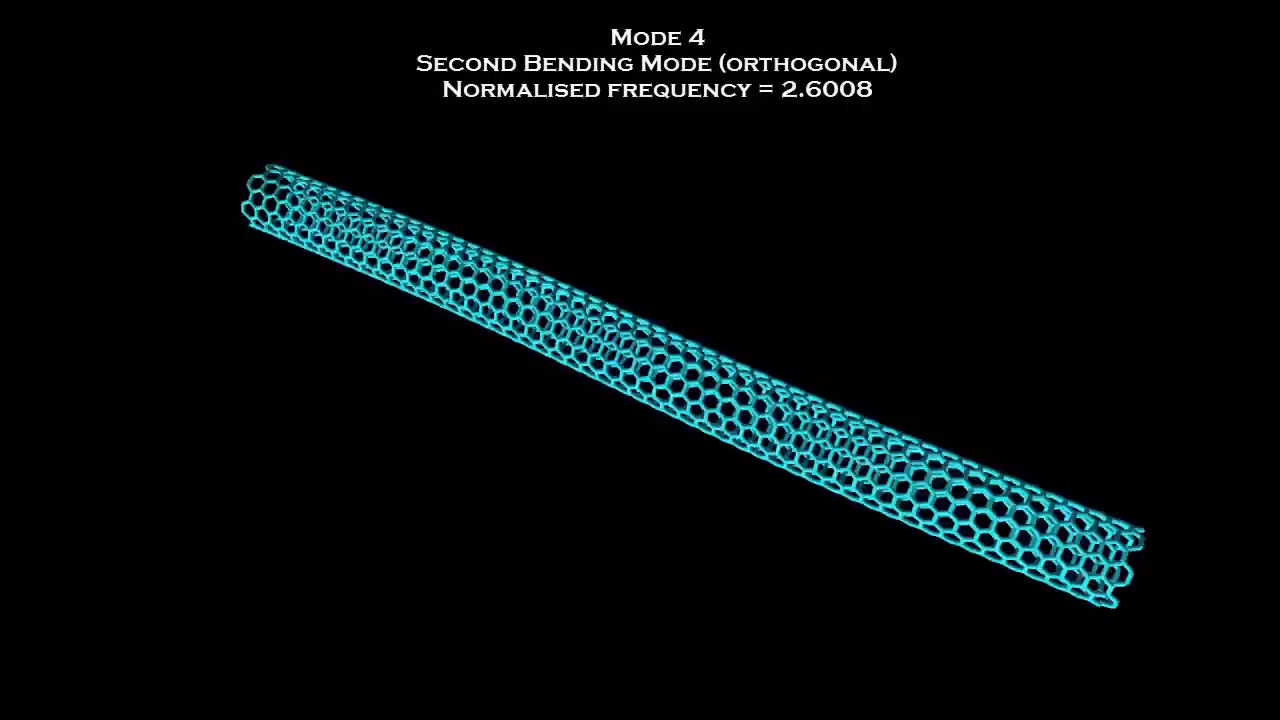 Mode 4
Second Bending Mode (orthogonal)
Normalised frequency = 2.6008